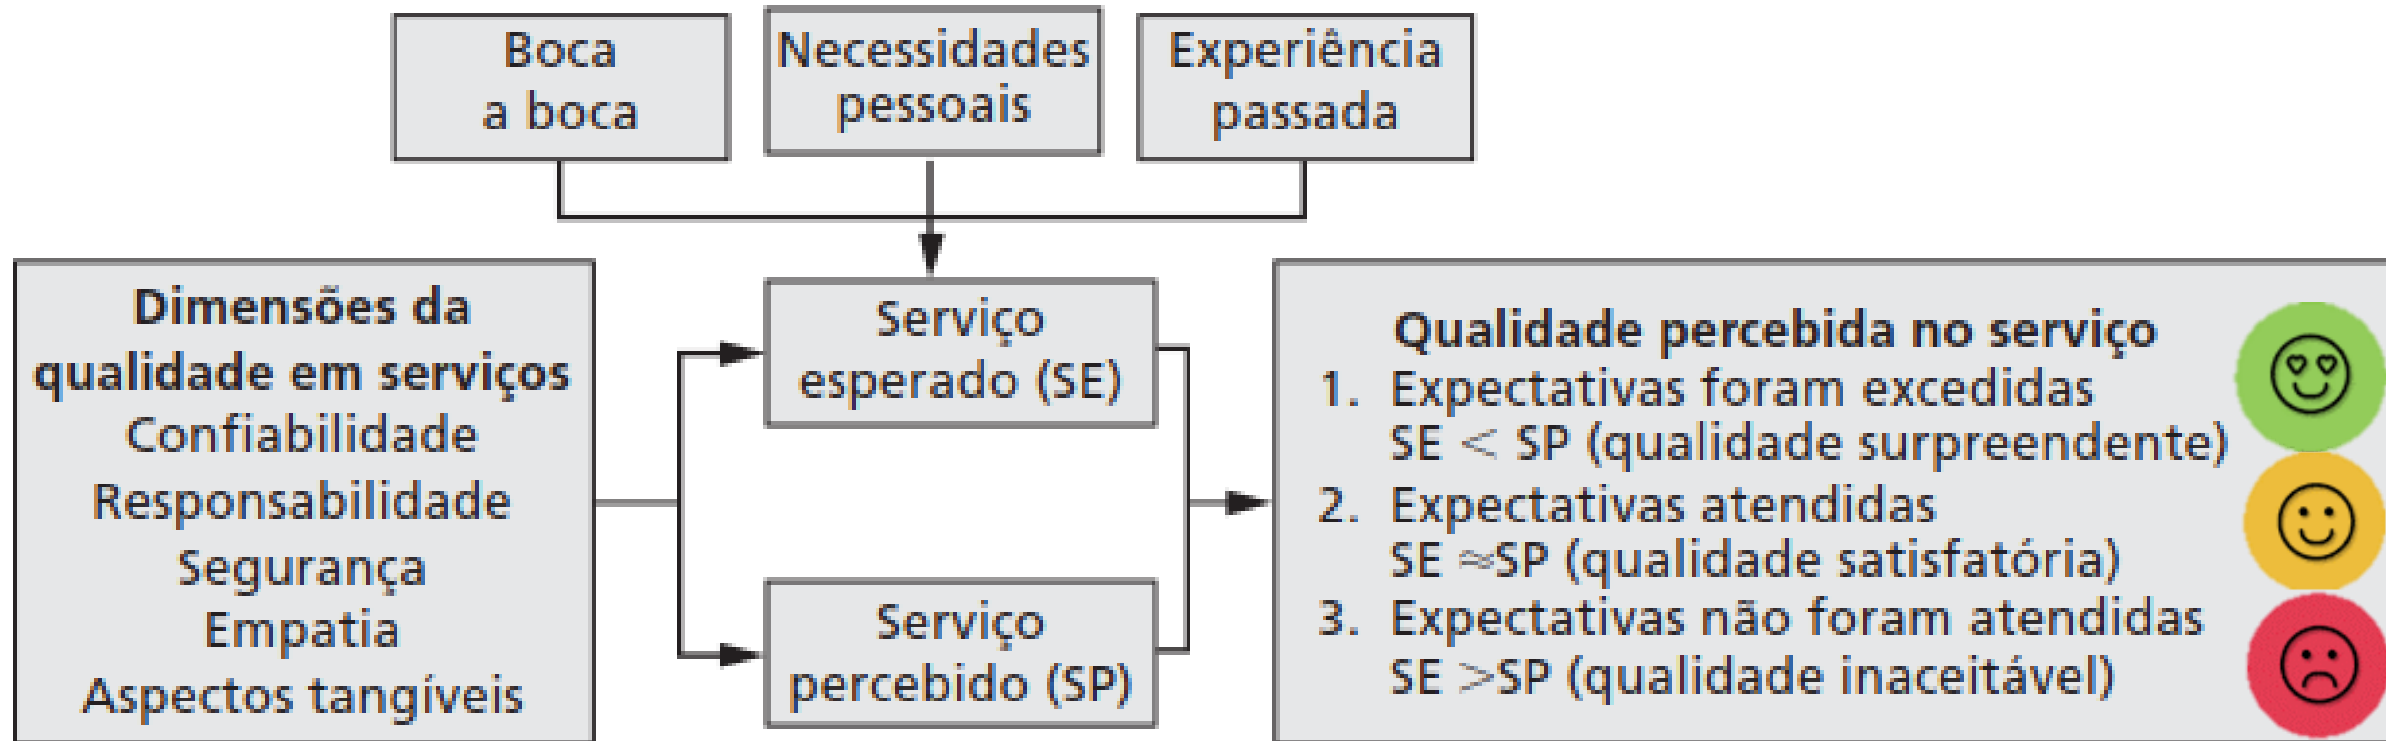 Boca
a boca
Necessidades
pessoais
Experiência
passada
Dimensões da
qualidade em serviços
Confiabilidade
Responsabilidade
Segurança
Empatia
Aspectos tangíveis
Serviço
esperado (SE)
Serviço
percebido (SP)
Qualidade percebida no serviço
1. Expectativas foram excedidas
SE < SP (qualidade surpreendente)
2. Expectativas atendidas
SE ≈SP (qualidade satisfatória)
3. Expectativas não foram atendidas
SE >SP (qualidade inaceitável)